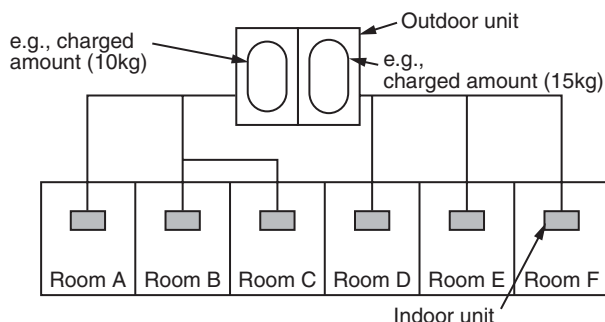 Outdoor unit
e.g., charged
amount (10kg)
e.g.,
charged amount (15kg)
Room A Room B Room C Room D Room E Room F
Indoor unit